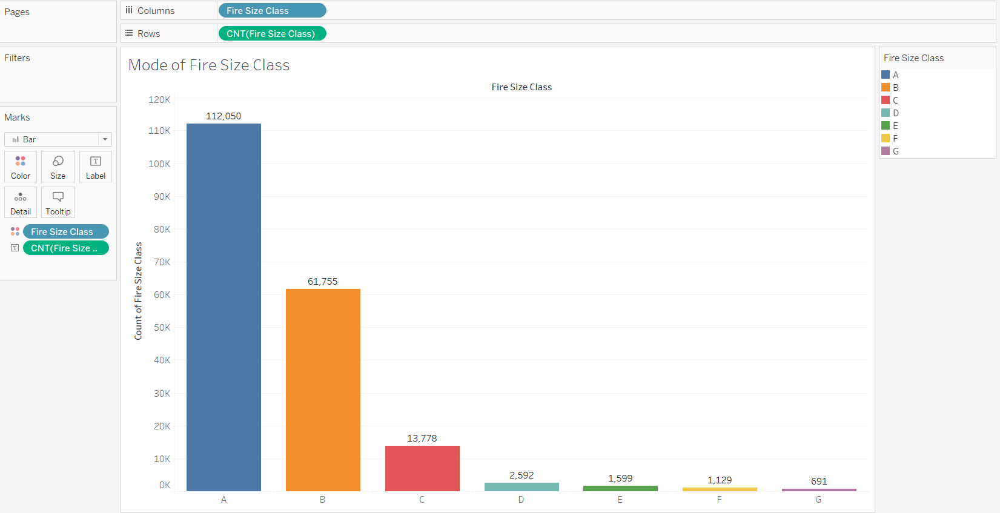 Pages
Columns
Fire Size Class
Rows
CNT(Fire Size Class)
Filters
Marks
Bar
Color
Size
Label
T
Detail
Tooltip
Fire Size Class
T
CNT(Fire Size ..
Mode of Fire Size Class
Fire Size Class
Count of Fire Size Class
120K
110K
100K
90K
80K
70K
60K
50K
40K
30K
20K
10K
0K
112,050
61,755
13,778
2,592
1,599
1,129
691
A
B
C
D
E
F
G
Fire Size Class
A
B
C
D
E
F
G